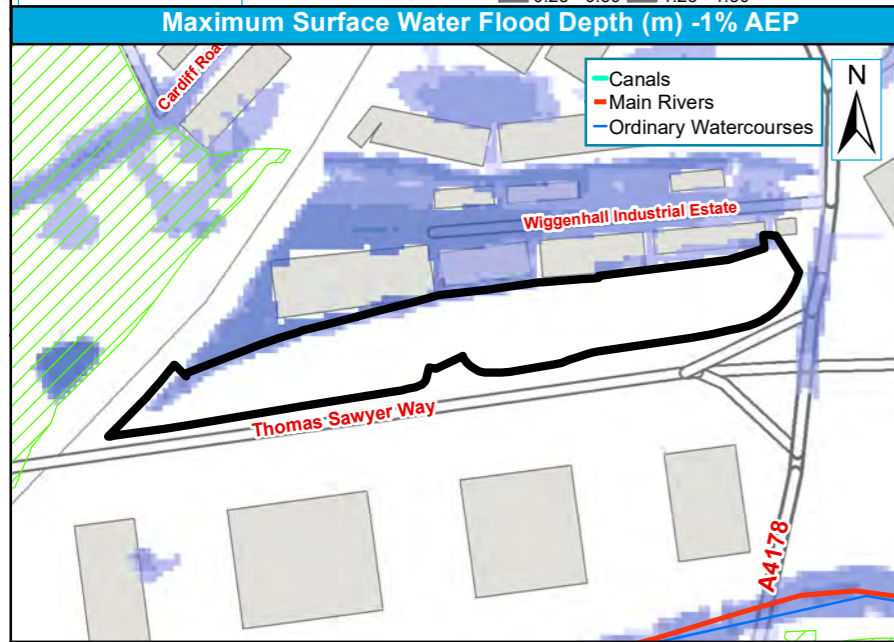 Maximum Surface Water Flood Depth (m) -1% AEP
Cardiff Roa
Canals
Main Rivers
Ordinary Watercourses
N
Wiggenhall Industrial Estate
Thomas Sawyer Way
A4178